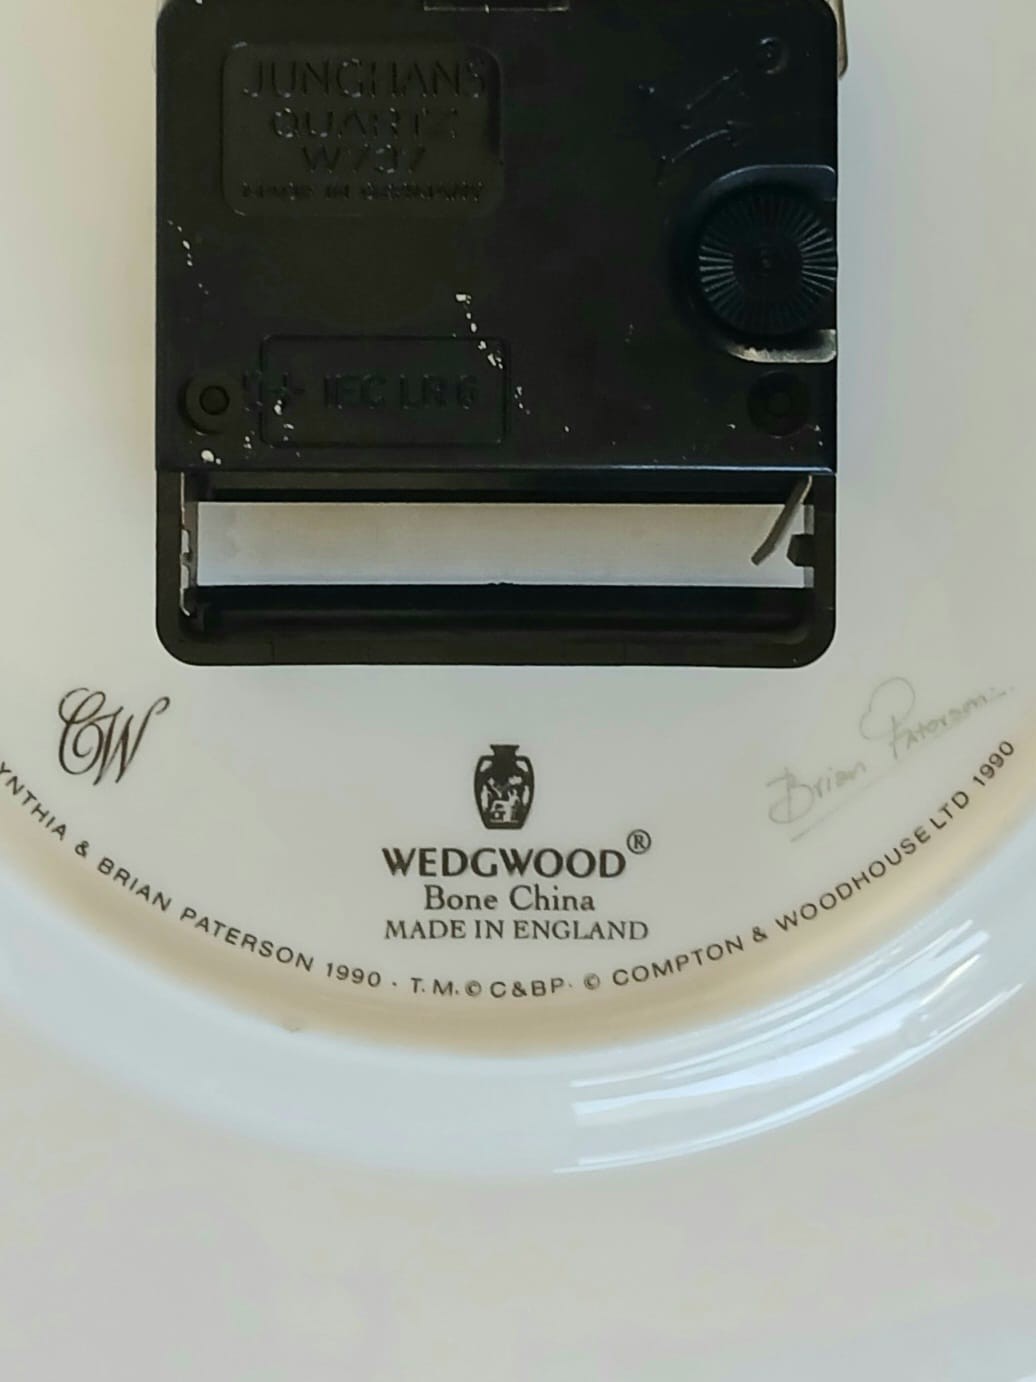 JUNGHANS
QUARTZ
W737
MADE IN GERMANY
IEC LR 6
CW
Brian Paterson
WEDGWOOD®
Bone China
MADE IN ENGLAND
YNTHIA & BRIAN PATERSON 1990 · T.M.©C&BP· © COMPTON & WOODHOUSE LTD 1990